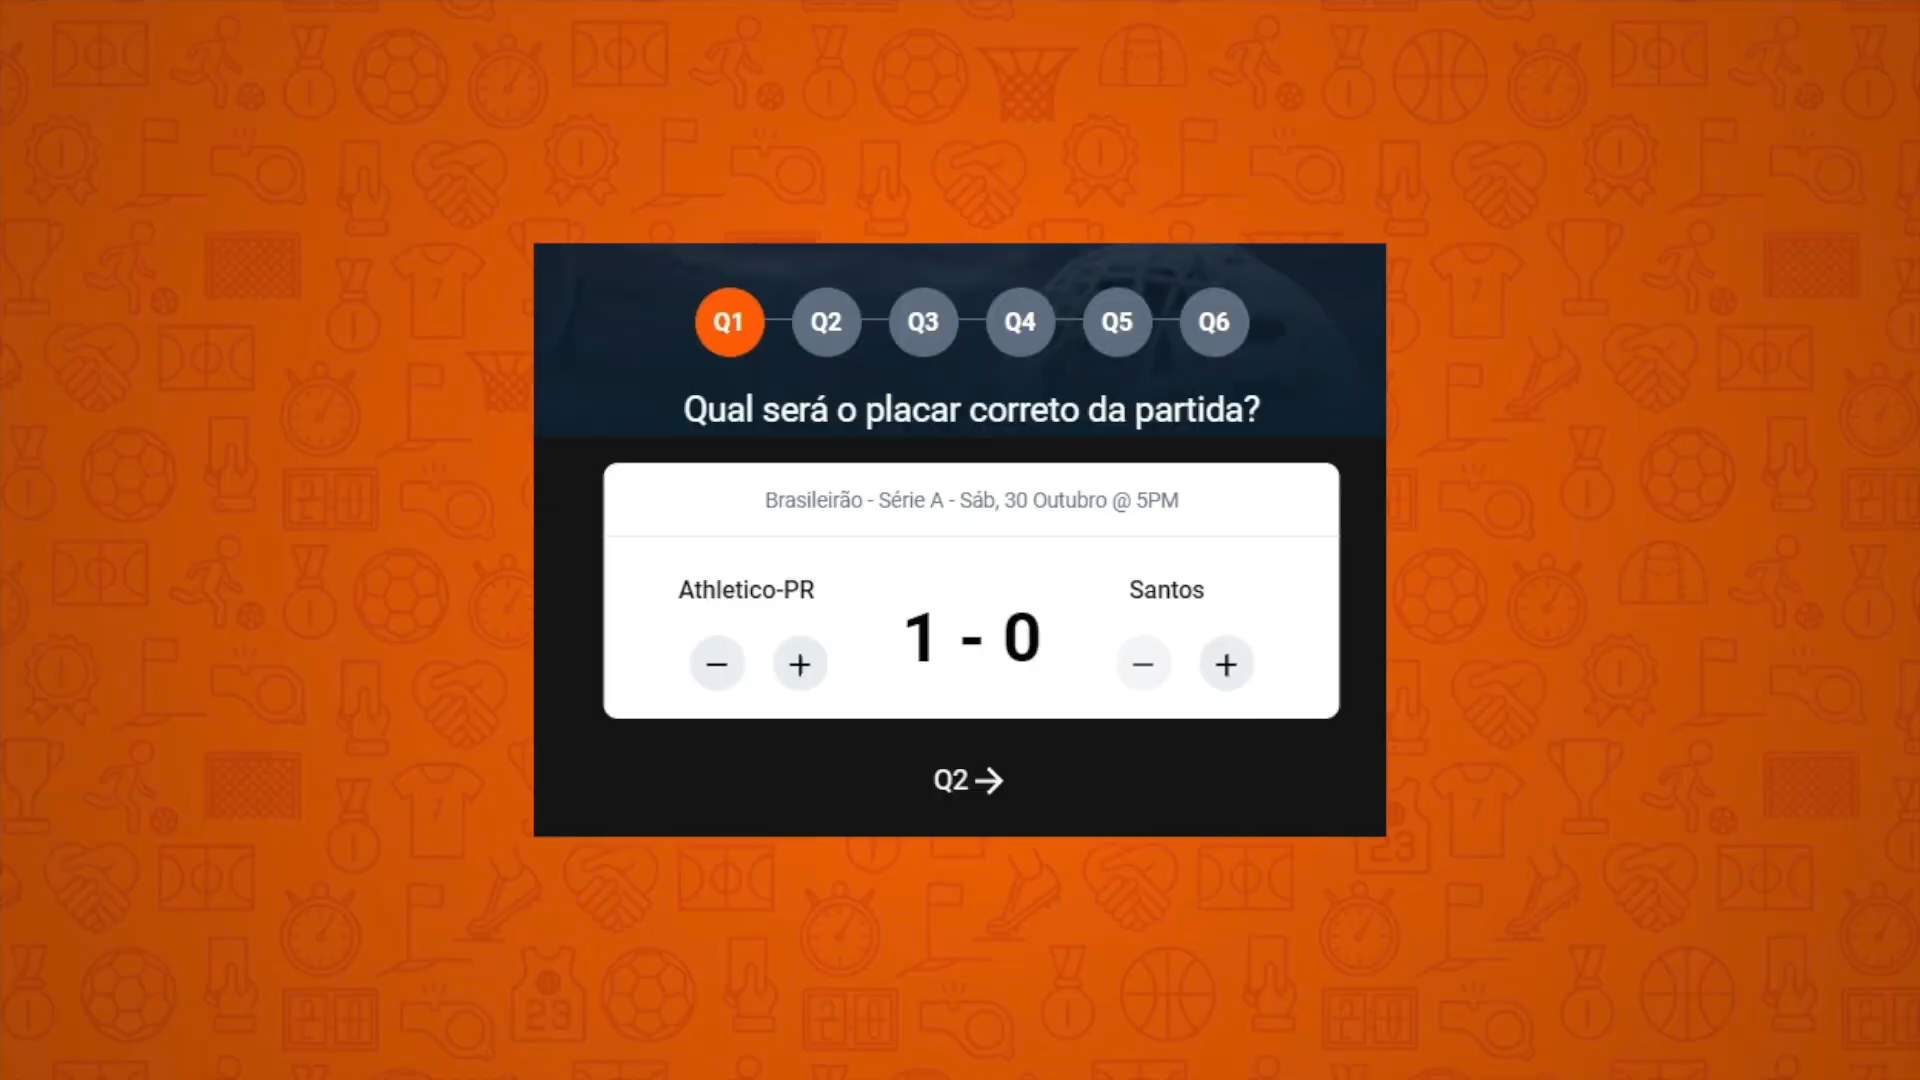 Q1 Q2 Q3 Q4 Q5 Q6
Qual será o placar correto da partida?
Brasileirão - Série A - Sáb, 30 Outubro @ 5PM
Athletico-PR
1 - 0
Santos
Q2